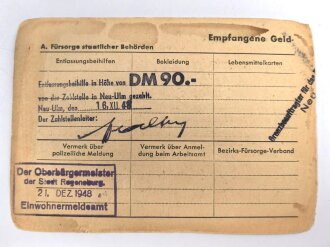 Empfangene Geld-
A. Fürsorge staatlicher Behörden
Entlassungsbeihilfen Bekleidung Lebensmittelkarten
Entlassungsbeihilfe in Höhe von DM 90.-
von der Zahlstelle in Neu-Ulm gezahlt.
Neu-Ulm, den 16. XII. 48
Der Zahlstellenleiter:
Vermerk über polizeiliche Meldung
Vermerk über Anmeldung beim Arbeitsamt
Bezirks-Fürsorge-Verband
Der Oberbürgermeister
der Stadt Regensburg,
21. DEZ. 1948
Einwohnermeldeamt